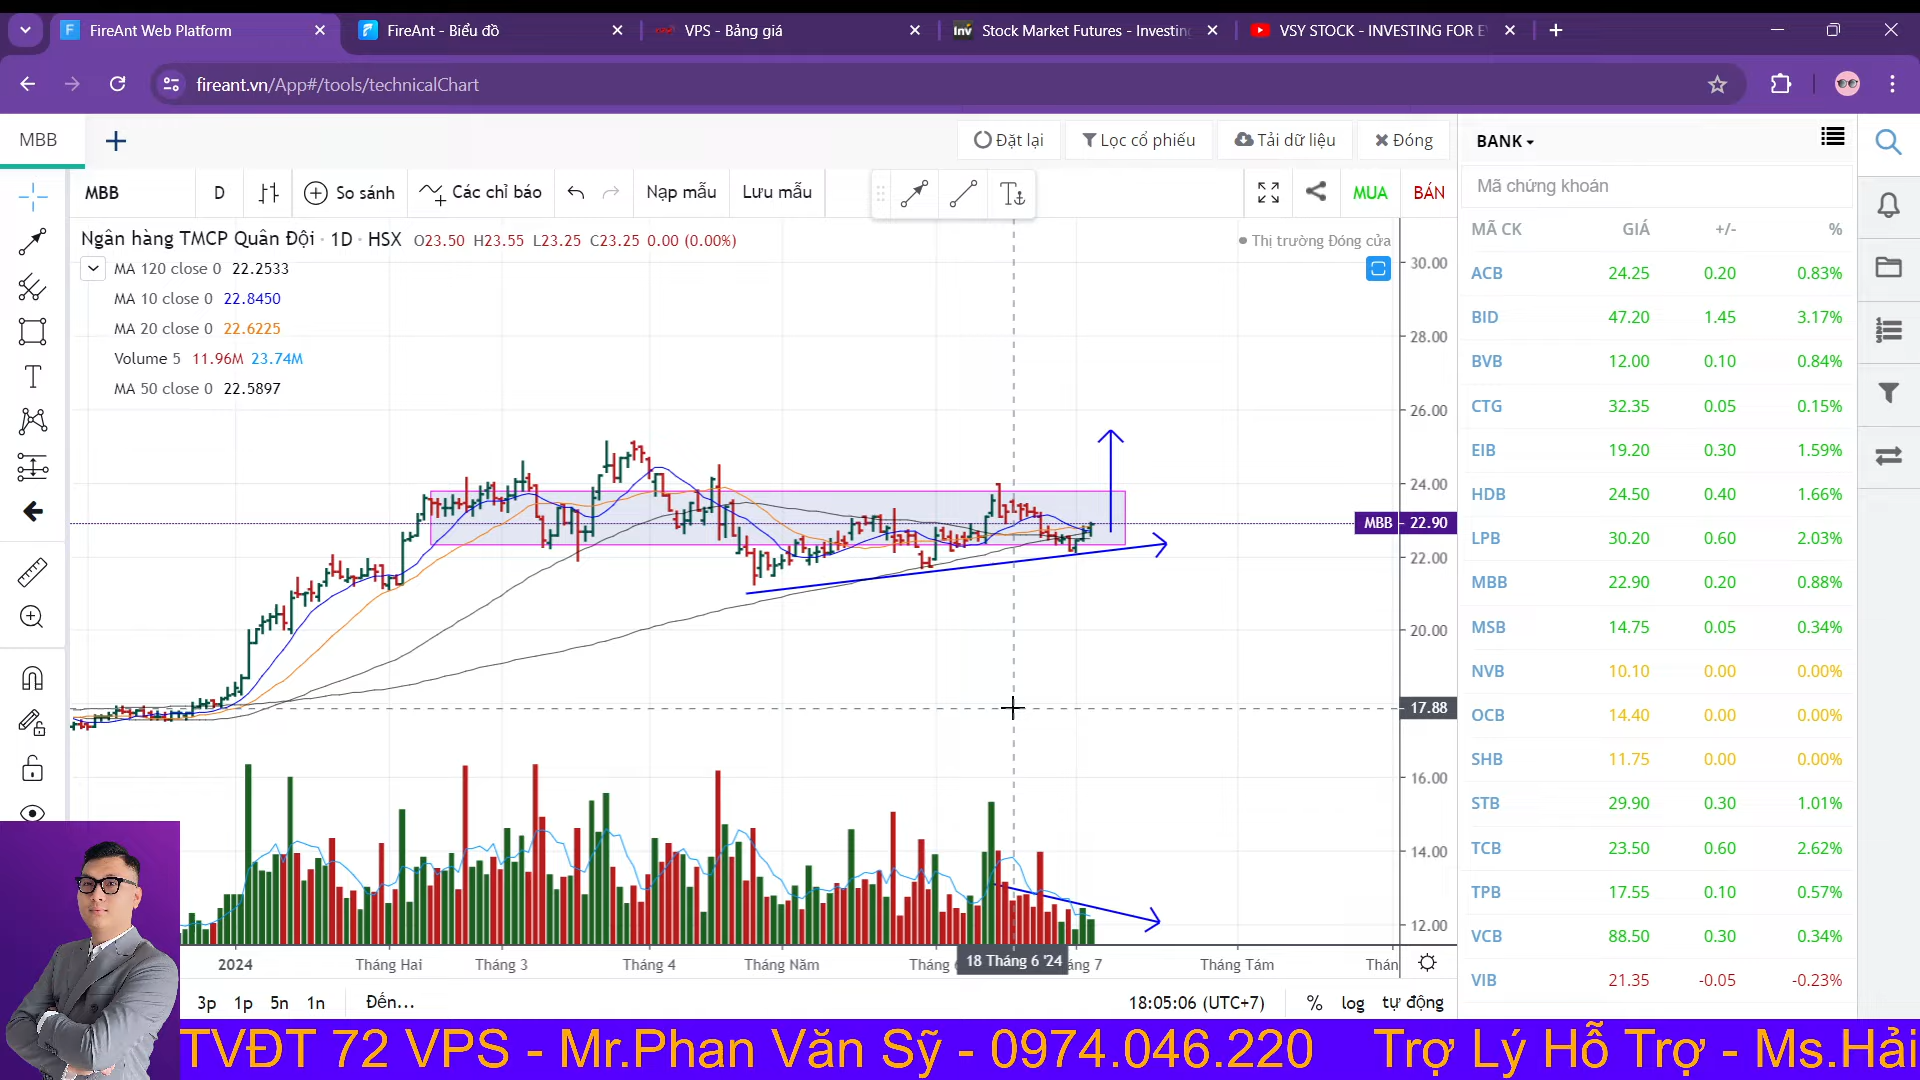 FireAnt Web Platform
FireAnt - Biểu đồ
VPS - Bảng giá
Stock Market Futures - Investing
VSY STOCK - INVESTING FOR E
fireant.vn/App#/tools/technicalChart
MBB
Đặt lại
Lọc cổ phiếu
Tải dữ liệu
Đóng
MBB
D
So sánh
Các chỉ báo
Nạp mẫu
Lưu mẫu
MUA
BÁN
Ngân hàng TMCP Quân Đội · 1D · HSX O23.50 H23.55 L23.25 C23.25 0.00 (0.00%)
Thị trường Đóng cửa
MA 120 close 0 22.2533
MA 10 close 0 22.8450
MA 20 close 0 22.6225
Volume 5 11.96M 23.74M
MA 50 close 0 22.5897
30.00
28.00
26.00
24.00
MBB 22.90
22.00
20.00
17.88
16.00
14.00
12.00
2024
Tháng Hai
Tháng 3
Tháng 4
Tháng Năm
Tháng
18 Tháng 6 '24
áng 7
Tháng Tám
Thán
3p 1p 5n 1n
Đến...
18:05:06 (UTC+7)
% log tự động
BANK
Mã chứng khoán
MÃ CK GIÁ +/- %
ACB 24.25 0.20 0.83%
BID 47.20 1.45 3.17%
BVB 12.00 0.10 0.84%
CTG 32.35 0.05 0.15%
EIB 19.20 0.30 1.59%
HDB 24.50 0.40 1.66%
LPB 30.20 0.60 2.03%
MBB 22.90 0.20 0.88%
MSB 14.75 0.05 0.34%
NVB 10.10 0.00 0.00%
OCB 14.40 0.00 0.00%
SHB 11.75 0.00 0.00%
STB 29.90 0.30 1.01%
TCB 23.50 0.60 2.62%
TPB 17.55 0.10 0.57%
VCB 88.50 0.30 0.34%
VIB 21.35 -0.05 -0.23%
TVĐT 72 VPS - Mr.Phan Văn Sỹ - 0974.046.220 Trợ Lý Hỗ Trợ - Ms.Hải